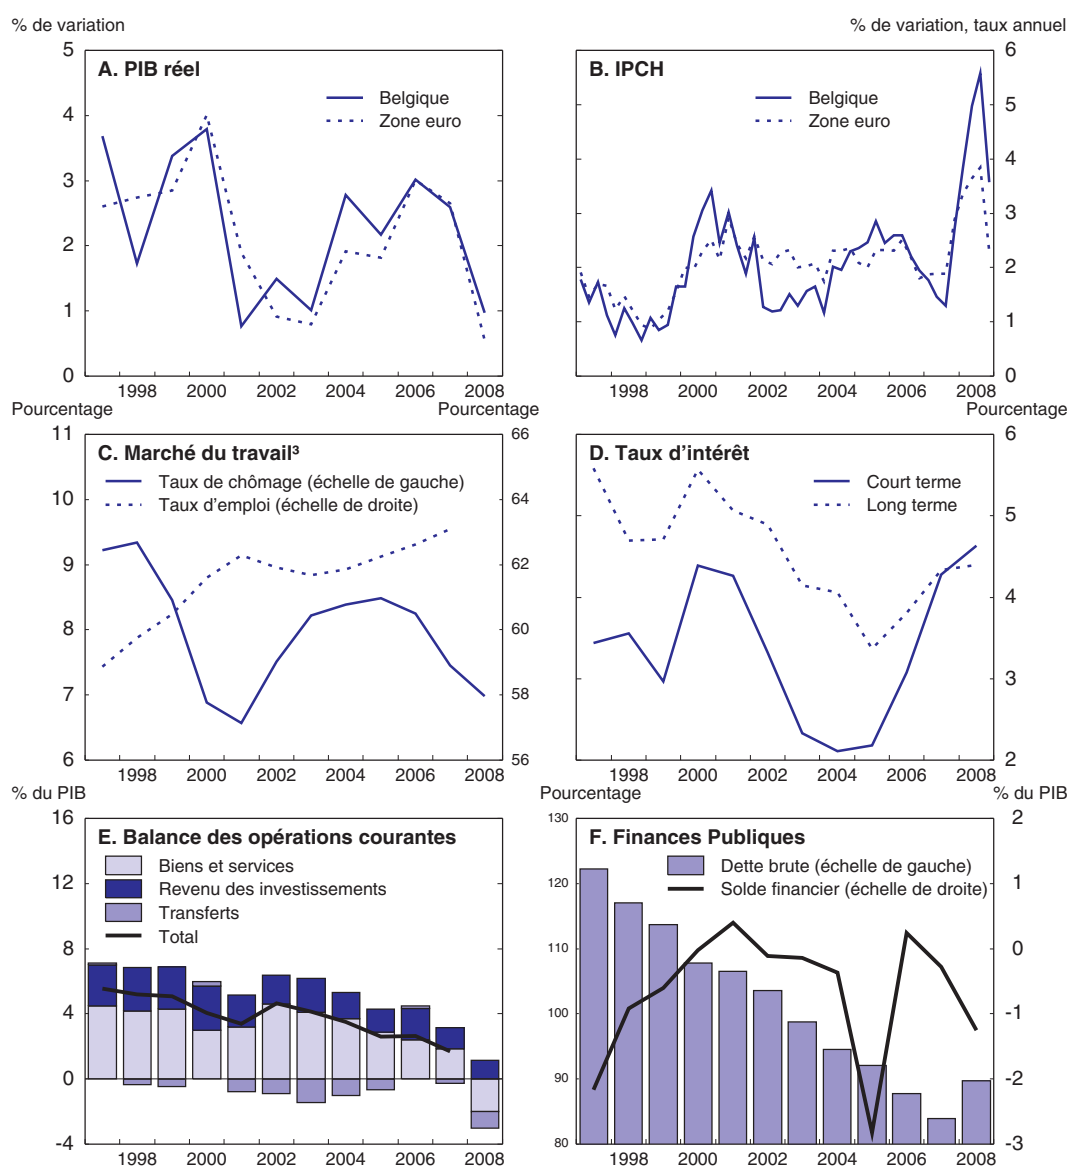 % de variation
% de variation, taux annuel
A. PIB réel
Belgique
Zone euro
5
4
3
2
1
0
1998 2000 2002 2004 2006 2008
B. IPCH
Belgique
Zone euro
6
5
4
3
2
1
0
1998 2000 2002 2004 2006 2008
Pourcentage
Pourcentage
Pourcentage
C. Marché du travail³
Taux de chômage (échelle de gauche)
Taux d'emploi (échelle de droite)
11
10
9
8
7
6
66
64
62
60
58
56
1998 2000 2002 2004 2006 2008
D. Taux d'intérêt
Court terme
Long terme
6
5
4
3
2
1998 2000 2002 2004 2006 2008
% du PIB
Pourcentage
% du PIB
E. Balance des opérations courantes
Biens et services
Revenu des investissements
Transferts
Total
16
12
8
4
0
-4
1998 2000 2002 2004 2006 2008
F. Finances Publiques
Dette brute (échelle de gauche)
Solde financier (échelle de droite)
130
120
110
100
90
80
2
1
0
-1
-2
-3
1998 2000 2002 2004 2006 2008